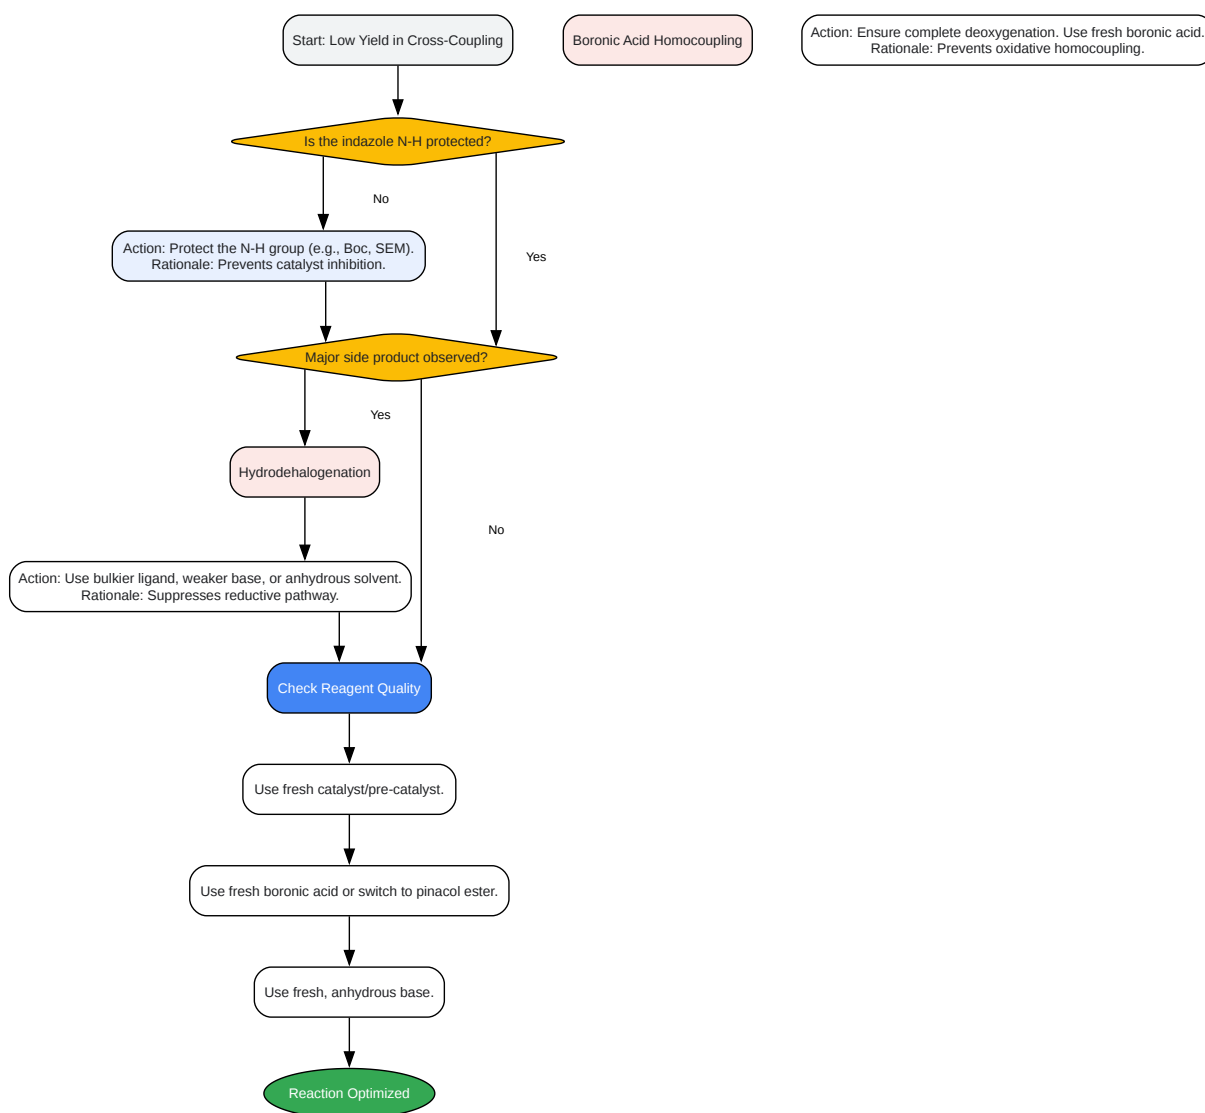 Start: Low Yield in Cross-Coupling
Boronic Acid Homocoupling
Action: Ensure complete deoxygenation. Use fresh boronic acid.
Rationale: Prevents oxidative homocoupling.
Is the indazole N-H protected?
No
Action: Protect the N-H group (e.g., Boc, SEM).
Rationale: Prevents catalyst inhibition.
Yes
Major side product observed?
Yes
Hydrodehalogenation
No
Action: Use bulkier ligand, weaker base, or anhydrous solvent.
Rationale: Suppresses reductive pathway.
Check Reagent Quality
Use fresh catalyst/pre-catalyst.
Use fresh boronic acid or switch to pinacol ester.
Use fresh, anhydrous base.
Reaction Optimized